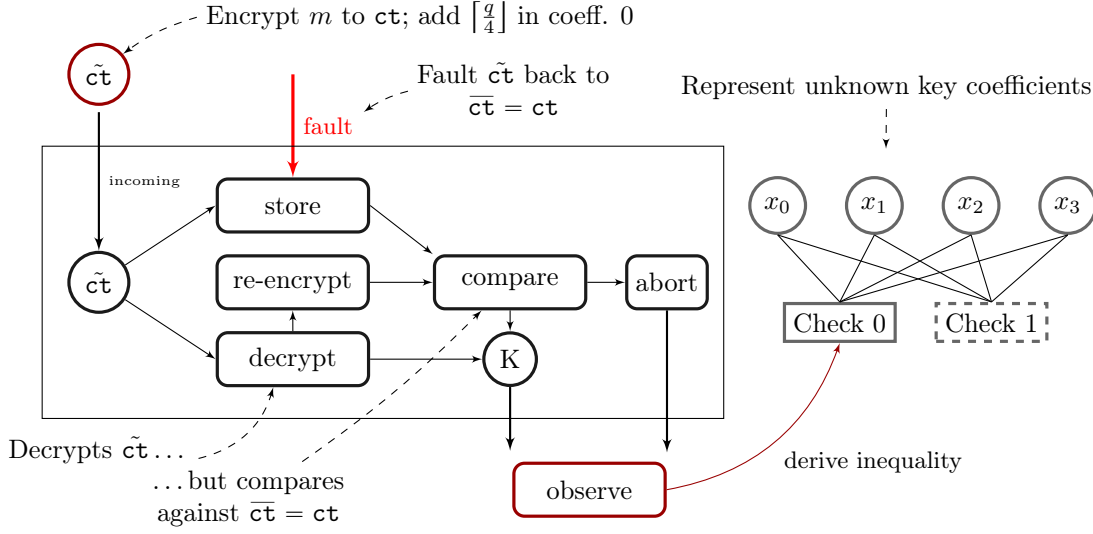 Encrypt m to ct; add ⌈q/4⌋ in coeff. 0
c̃t
Fault c̃t back to
c̅t̅ = ct
fault
Represent unknown key coefficients
incoming
store
x₀ x₁ x₂ x₃
c̃t
re-encrypt
compare
abort
Check 0
Check 1
decrypt
K
Decrypts c̃t ...
... but compares
against c̅t̅ = ct
derive inequality
observe